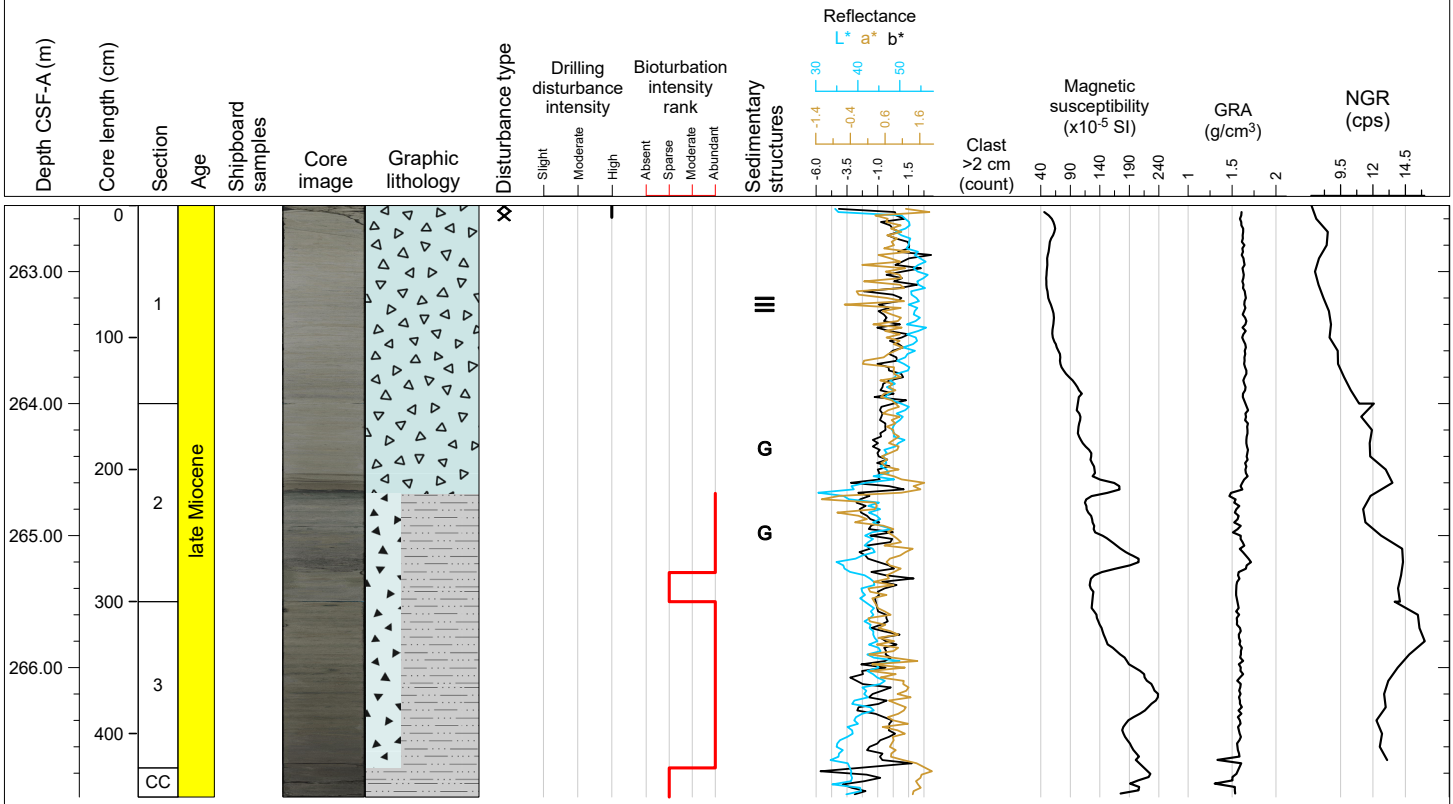 Depth CSF-A (m)
Core length (cm)
Section
Age
Shipboard
samples
Core
image
Graphic
lithology
Disturbance type
Drilling
disturbance
intensity
Slight
Moderate
High
Bioturbation
intensity
rank
Absent
Sparse
Moderate
Abundant
Sedimentary
structures
Reflectance
L* a* b*
30 40 50
-1.4 -0.4 0.6 1.6
-6.0 -3.5 -1.0 1.5
Clast
>2 cm
(count)
Magnetic
susceptibility
(x10-5 SI)
40 90 140 190 240
GRA
(g/cm3)
1 1.5 2
NGR
(cps)
9.5 12 14.5
0
263.00
1
100
264.00
late Miocene
G
200
2
265.00
G
300
266.00
3
400
CC